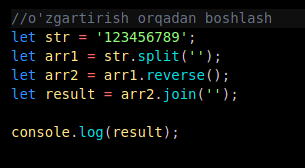 //o'zgartirish orqadan boshlash
let str = '123456789';
let arr1 = str.split('');
let arr2 = arr1.reverse();
let result = arr2.join('');
console.log(result);